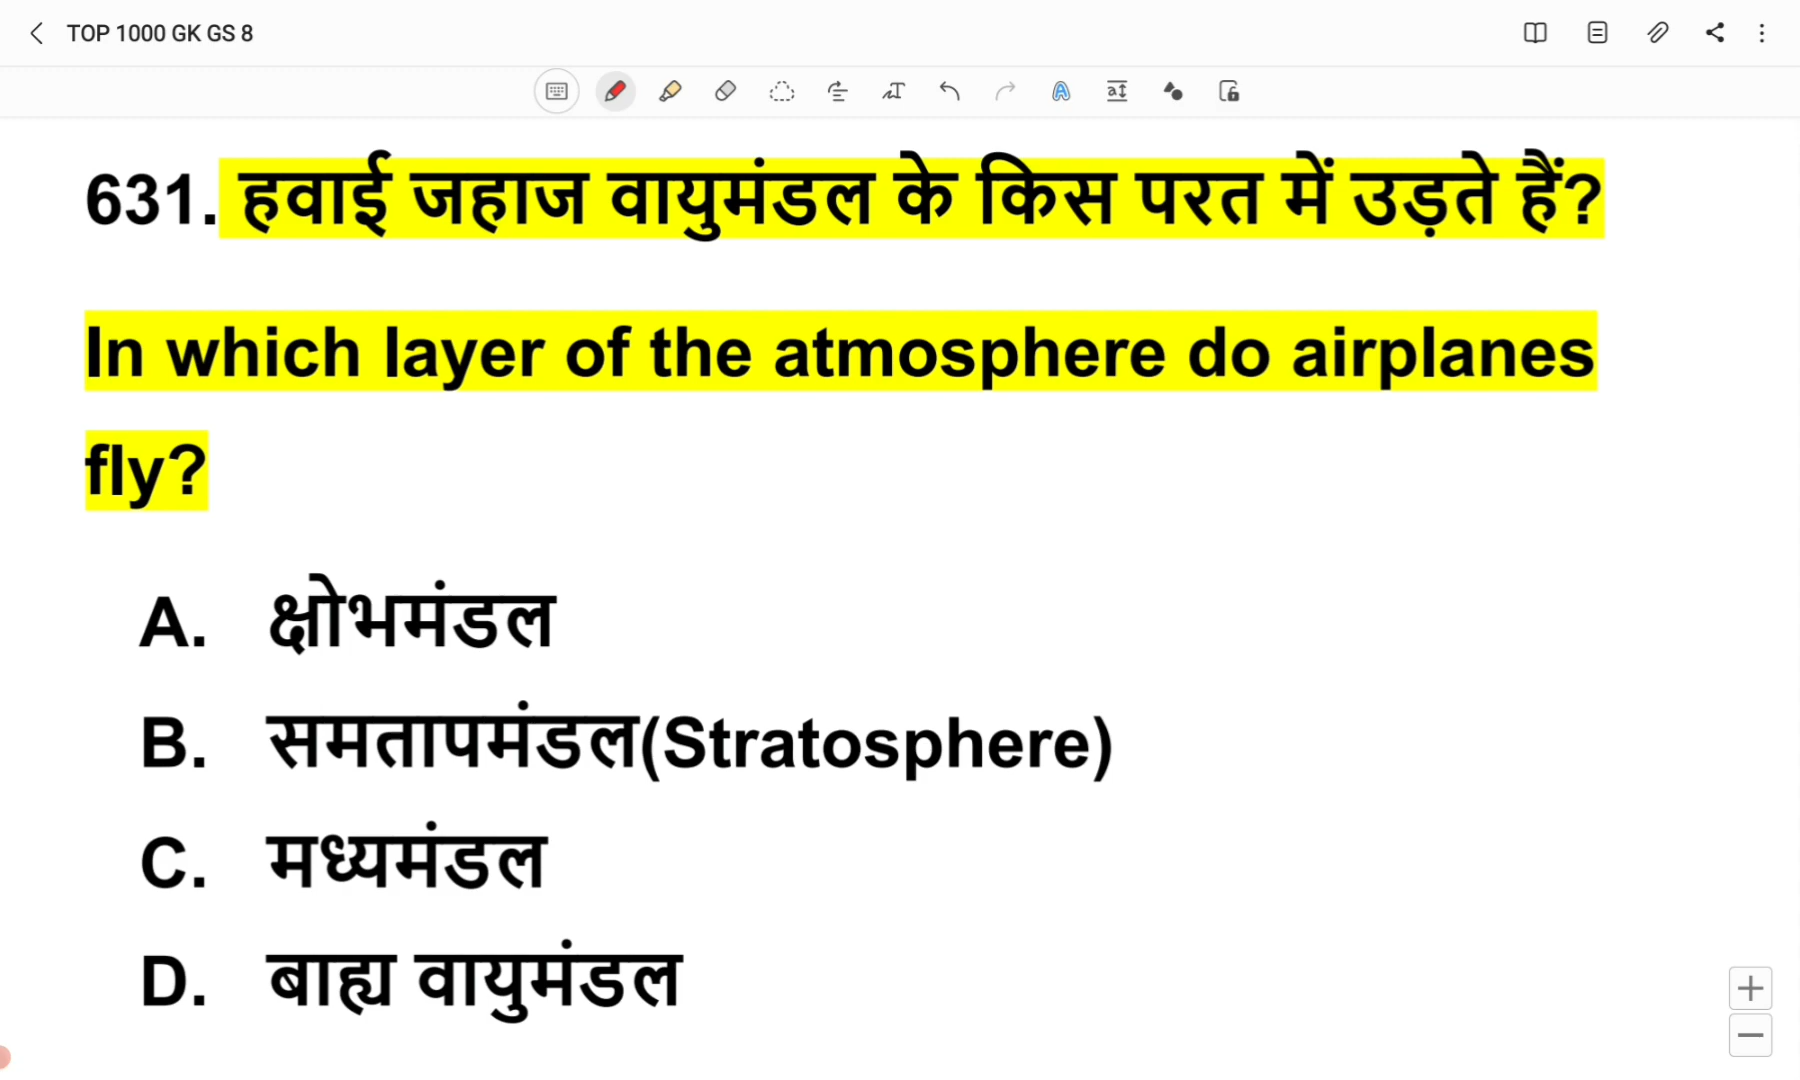 TOP 1000 GK GS 8
631. हवाई जहाज वायुमंडल के किस परत में उड़ते हैं?
In which layer of the atmosphere do airplanes
fly?
A. क्षोभमंडल
B. समतापमंडल(Stratosphere)
C. मध्यमंडल
D. बाह्य वायुमंडल